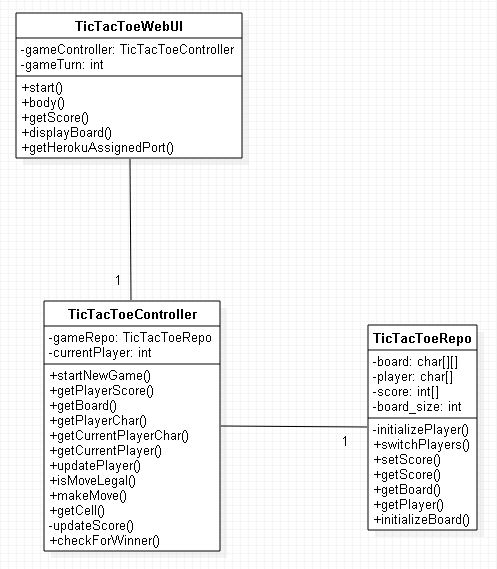 TicTacToeWebUI
-gameController: TicTacToeController
-gameTurn: int
+start()
+body()
+getScore()
+displayBoard()
+getHerokuAssignedPort()
1
TicTacToeController
-gameRepo: TicTacToeRepo
-currentPlayer: int
+startNewGame()
+getPlayerScore()
+getBoard()
+getPlayerChar()
+getCurrentPlayerChar()
+getCurrentPlayer()
+updatePlayer()
+isMoveLegal()
+makeMove()
+getCell()
-updateScore()
+checkForWinner()
1
TicTacToeRepo
-board: char[][]
-player: char[]
-score: int[]
-board_size: int
-initializePlayer()
+switchPlayers()
+setScore()
+getScore()
+getBoard()
+getPlayer()
+initializeBoard()